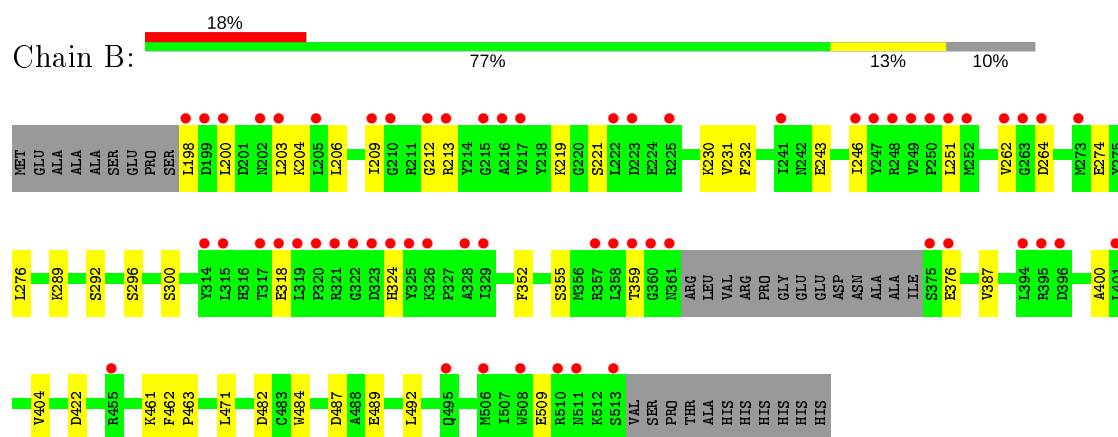 18%
Chain B:
77% 13% 10%
MET GLU ALA ALA ALA SER GLU PRO SER L198 D199 L200 D201 N202 L203 K204 L205 L206 I209 G210 R211 G212 R213 Y214 G215 A216 V217 Y218 K219 G220 S221 L222 D223 E224 R225 K230 V231 F232 I241 N242 E243 I246 Y247 R248 V249 P250 L251 M252 V262 G263 D264 M273 E274 Y275
L276 K289 S292 S296 S300 Y314 L315 H316 T317 E318 L319 P320 R321 G322 D323 H324 Y325 K326 P327 A328 I329 F352 S355 M356 R357 L358 T359 G360 N361 ARG LEU VAL ARG PRO GLY GLU GLU ASP ASN ALA ALA ILE S375 E376 V387 L394 R395 D396 A400
V404 D422 R455 K461 F462 P463 L471 D482 C483 W484 D487 A488 E489 L492 Q495 M506 I507 W508 E509 R510 N511 K512 S513 VAL SER PRO THR ALA HIS HIS HIS HIS HIS HIS